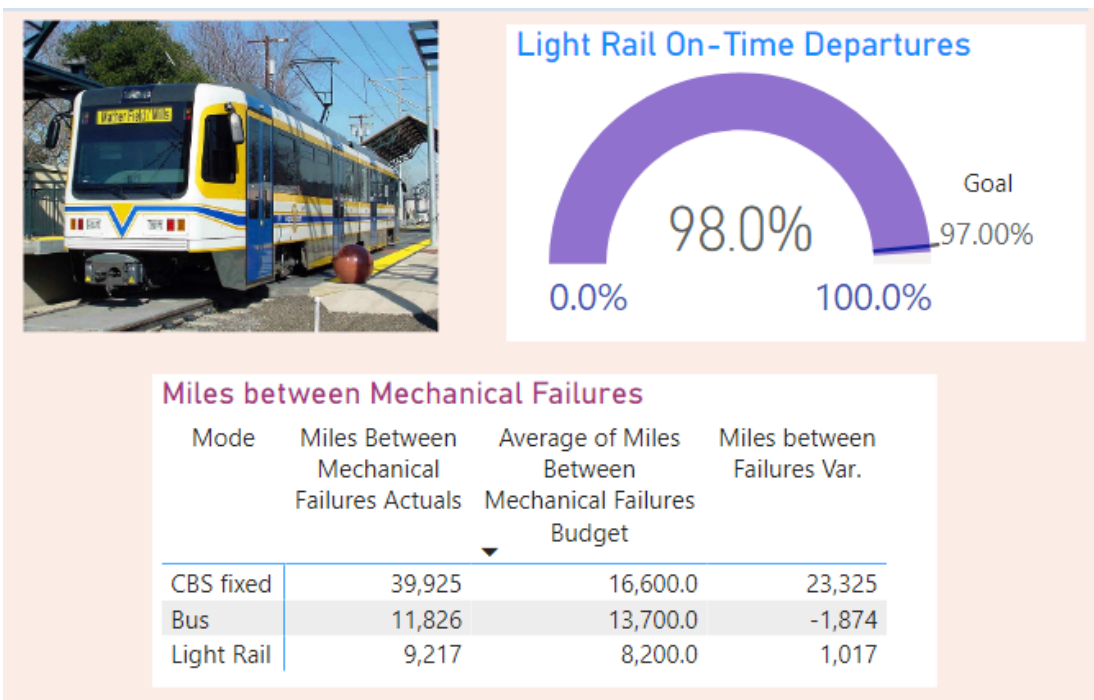 Mather Field / Mills
Light Rail On-Time Departures
Goal
98.0%
97.00%
0.0%
100.0%
Miles between Mechanical Failures
Mode
Miles Between
Mechanical
Failures Actuals
Average of Miles
Between
Mechanical Failures
Budget
Miles between
Failures Var.
CBS fixed 39,925 16,600.0 23,325
Bus 11,826 13,700.0 -1,874
Light Rail 9,217 8,200.0 1,017